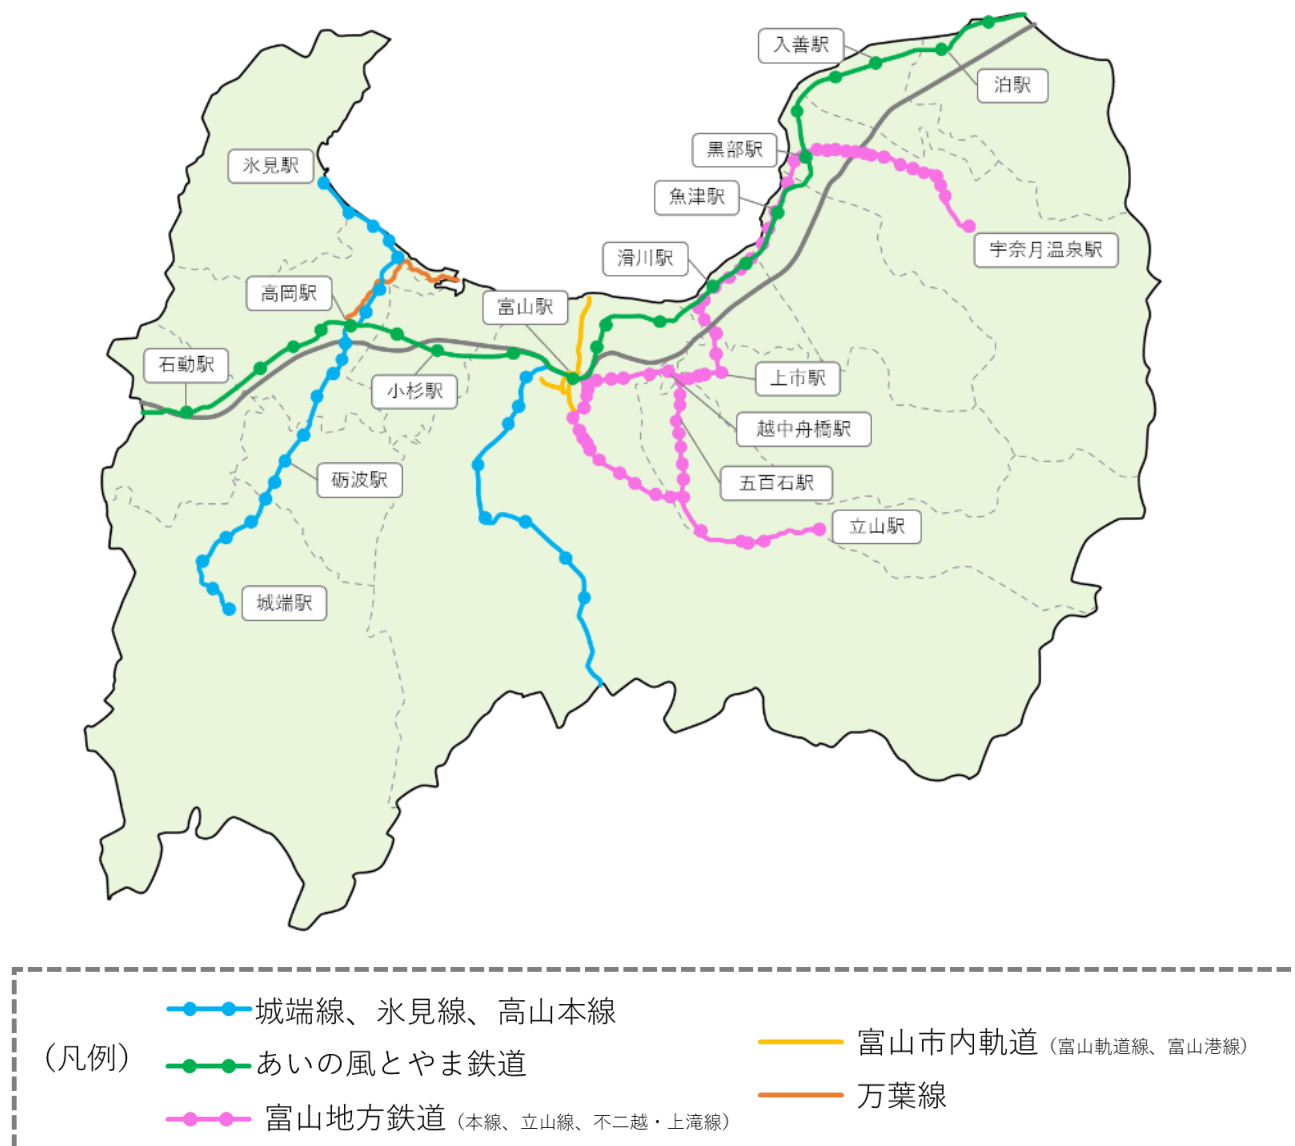 入善駅
泊駅
黒部駅
氷見駅
魚津駅
宇奈月温泉駅
滑川駅
高岡駅
富山駅
石動駅
小杉駅
上市駅
越中舟橋駅
砺波駅
五百石駅
立山駅
城端駅
(凡例)
城端線、氷見線、高山本線
あいの風とやま鉄道
富山地方鉄道(本線、立山線、不二越・上滝線)
富山市内軌道(富山軌道線、富山港線)
万葉線